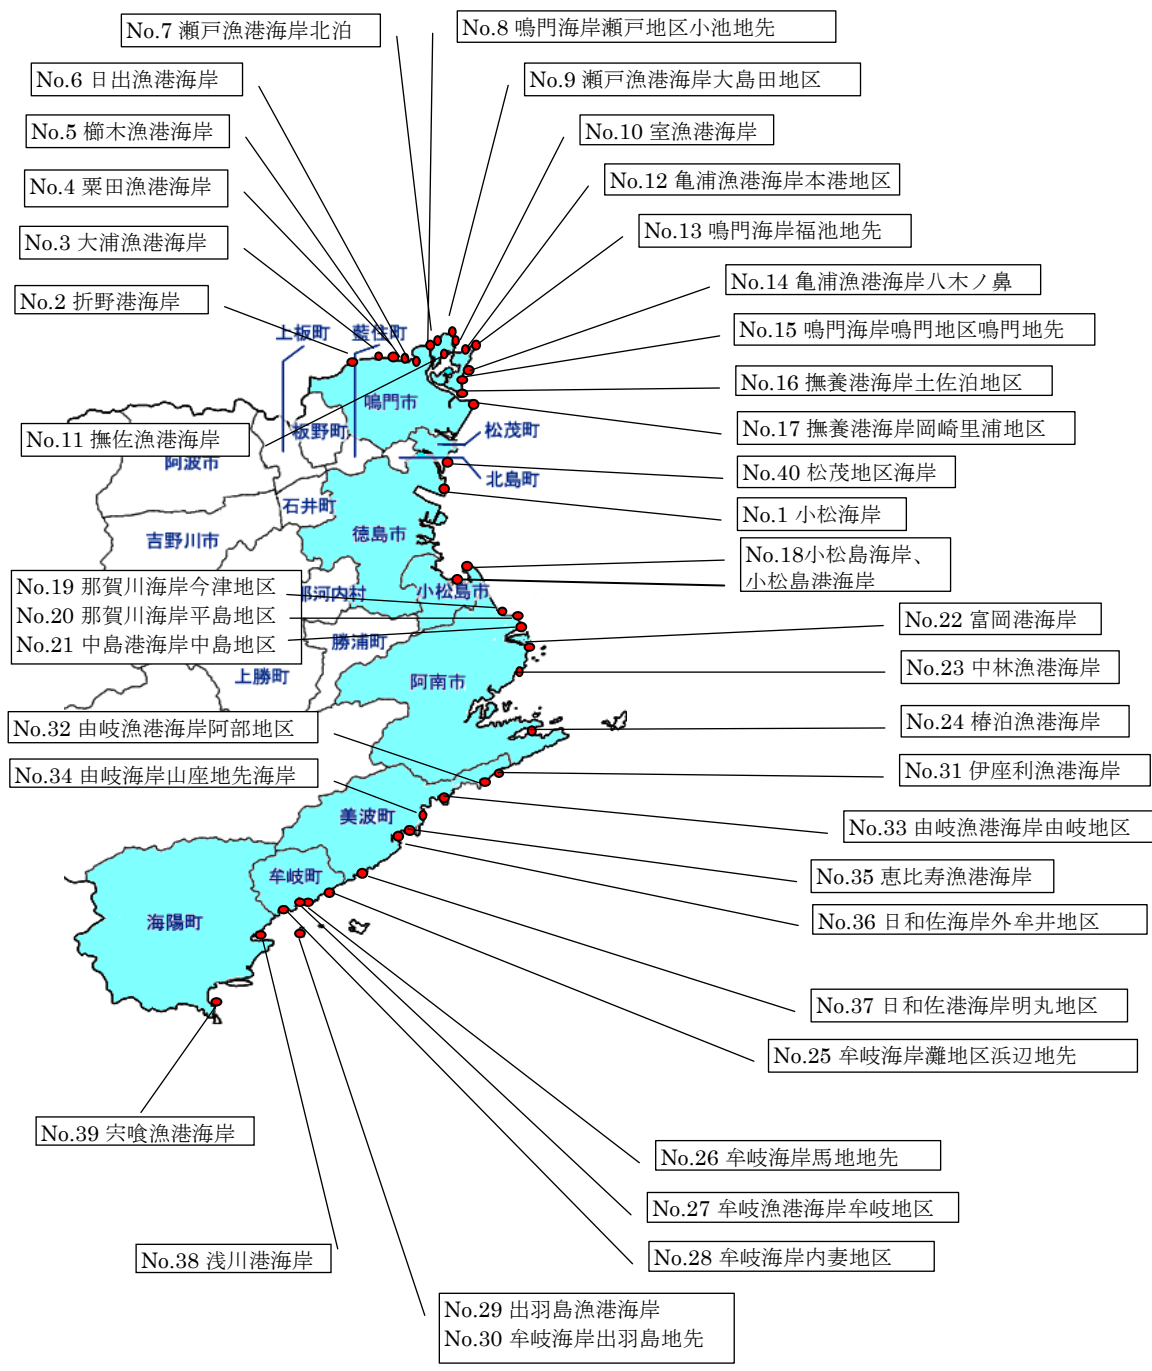 No.7 瀬戸漁港海岸北泊
No.8 鳴門海岸瀬戸地区小池地先
No.6 日出漁港海岸
No.9 瀬戸漁港海岸大島田地区
No.5 櫛木漁港海岸
No.10 室漁港海岸
No.4 粟田漁港海岸
No.12 亀浦漁港海岸本港地区
No.3 大浦漁港海岸
No.13 鳴門海岸福池地先
No.2 折野港海岸
No.14 亀浦漁港海岸八木ノ鼻
上板町
藍住町
No.15 鳴門海岸鳴門地区鳴門地先
No.16 撫養港海岸土佐泊地区
鳴門市
No.11 撫佐漁港海岸
板野町
松茂町
No.17 撫養港海岸岡崎里浦地区
阿波市
北島町
No.40 松茂地区海岸
石井町
No.1 小松海岸
吉野川市
徳島市
No.18小松島海岸、
小松島港海岸
No.19 那賀川海岸今津地区
No.20 那賀川海岸平島地区
No.21 中島港海岸中島地区
那河内村
小松島市
No.22 富岡港海岸
勝浦町
No.23 中林漁港海岸
上勝町
阿南市
No.32 由岐漁港海岸阿部地区
No.24 椿泊漁港海岸
No.34 由岐海岸山座地先海岸
No.31 伊座利漁港海岸
美波町
No.33 由岐漁港海岸由岐地区
牟岐町
No.35 恵比寿漁港海岸
海陽町
No.36 日和佐海岸外牟井地区
No.37 日和佐港海岸明丸地区
No.25 牟岐海岸灘地区浜辺地先
No.39 宍喰漁港海岸
No.26 牟岐海岸馬地地先
No.27 牟岐漁港海岸牟岐地区
No.38 浅川港海岸
No.28 牟岐海岸内妻地区
No.29 出羽島漁港海岸
No.30 牟岐海岸出羽島地先